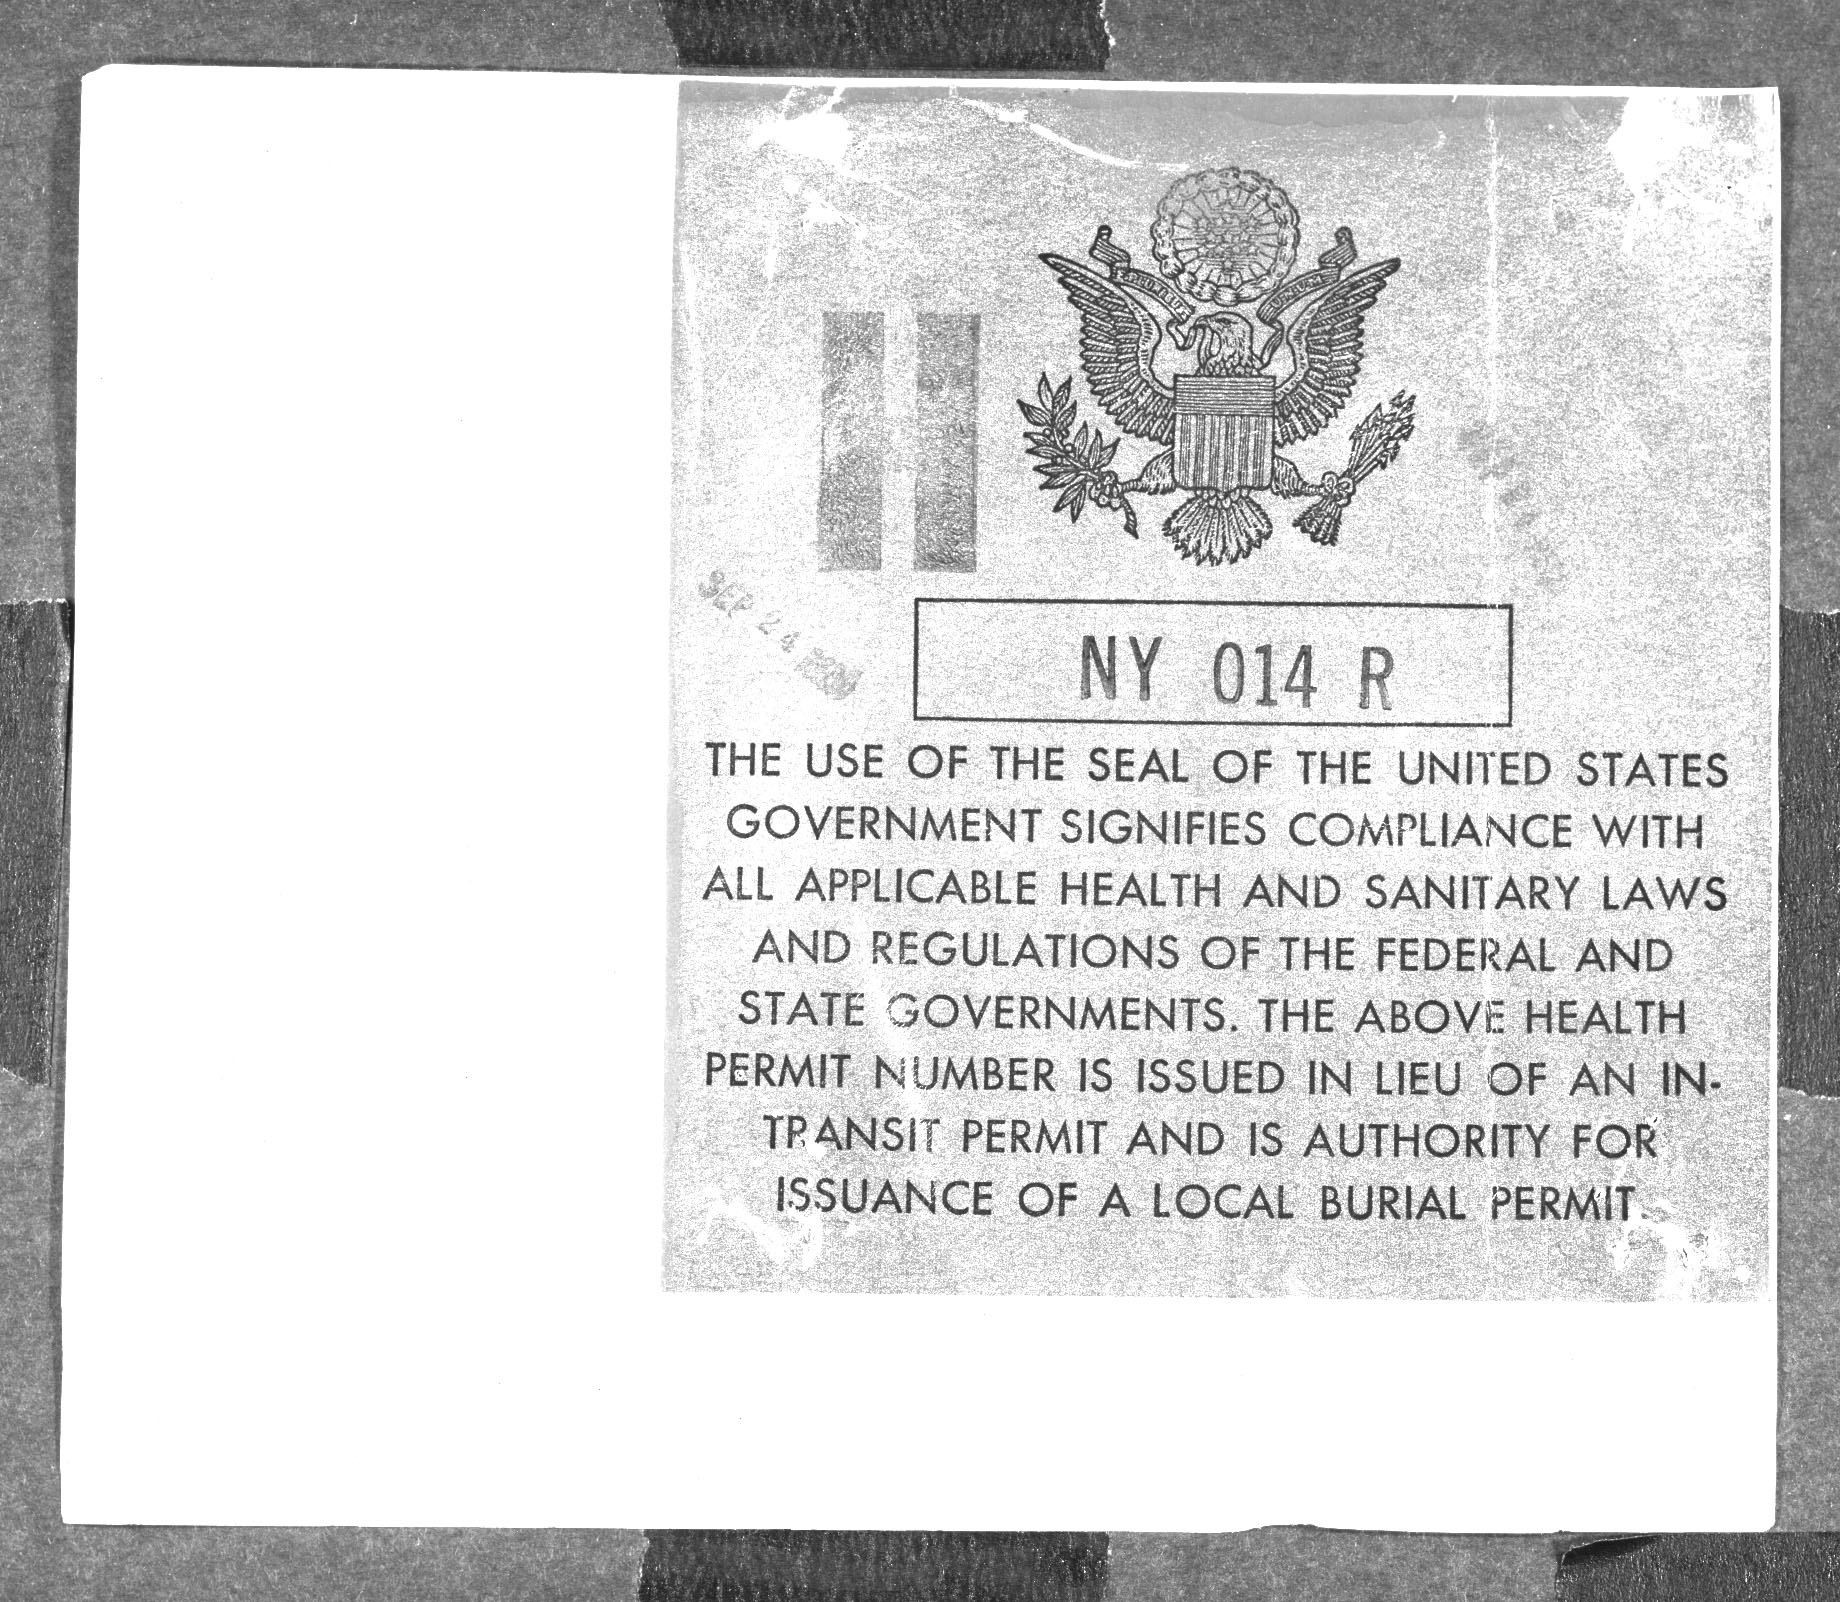 SEP 24
NY 014 R
THE USE OF THE SEAL OF THE UNITED STATES
GOVERNMENT SIGNIFIES COMPLIANCE WITH
ALL APPLICABLE HEALTH AND SANITARY LAWS
AND REGULATIONS OF THE FEDERAL AND
STATE GOVERNMENTS. THE ABOVE HEALTH
PERMIT NUMBER IS ISSUED IN LIEU OF AN IN-
TRANSIT PERMIT AND IS AUTHORITY FOR
ISSUANCE OF A LOCAL BURIAL PERMIT.